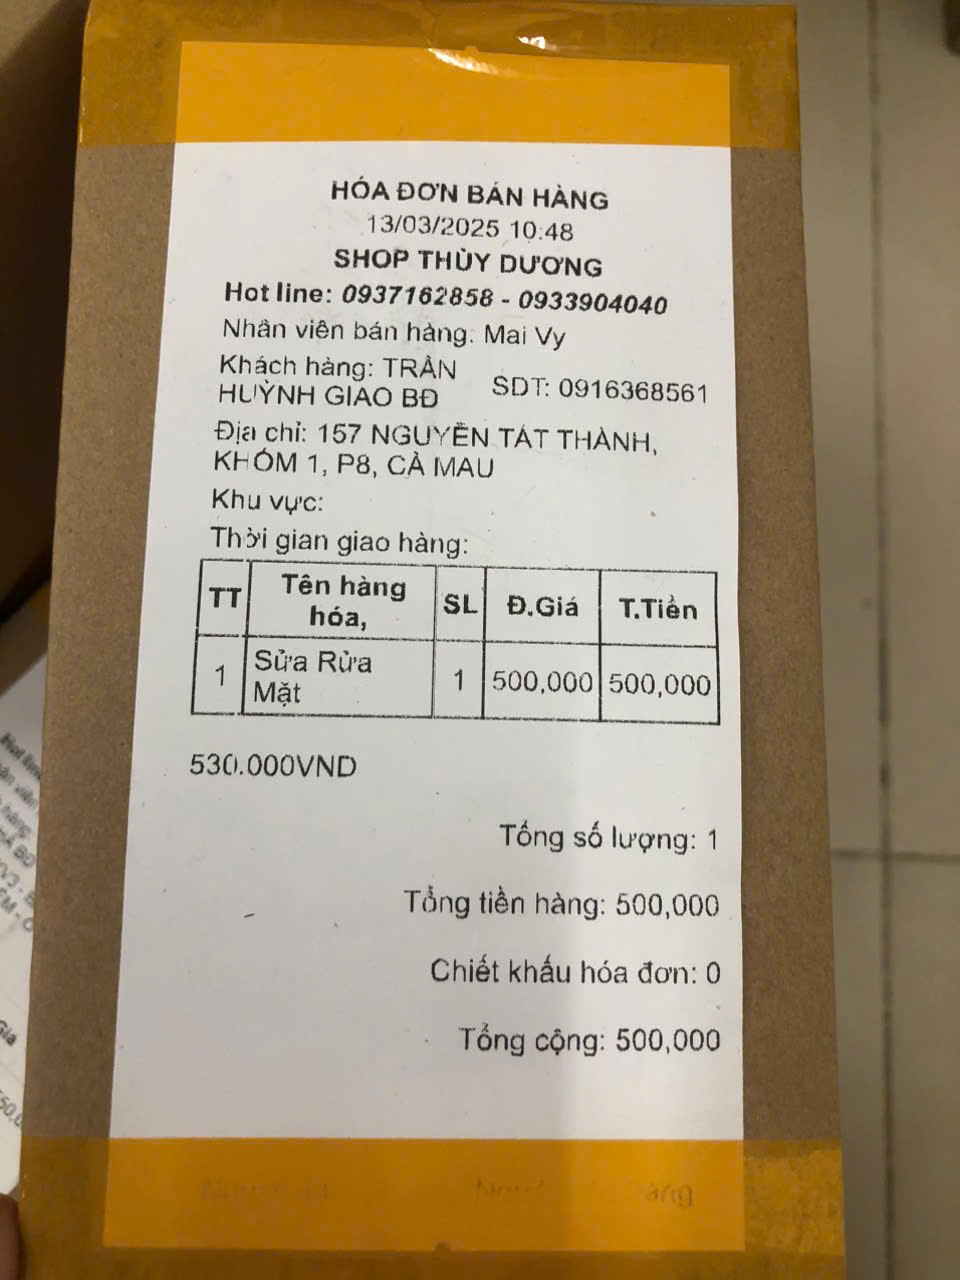 HÓA ĐƠN BÁN HÀNG
13/03/2025 10:48
SHOP THÙY DƯƠNG
Hot line: 0937162858 - 0933904040
Nhân viên bán hàng: Mai Vy
Khách hàng: TRẦN
HUỲNH GIAO BĐ
SDT: 0916368561
Địa chỉ: 157 NGUYỄN TẤT THÀNH,
KHÓM 1, P8, CÀ MAU
Khu vực:
Thời gian giao hàng:
TT Tên hàng hóa, SL Đ.Giá T.Tiền
1 Sửa Rửa Mặt 1 500,000 500,000
530.000VND
Tổng số lượng: 1
Tổng tiền hàng: 500,000
Chiết khấu hóa đơn: 0
Tổng cộng: 500,000